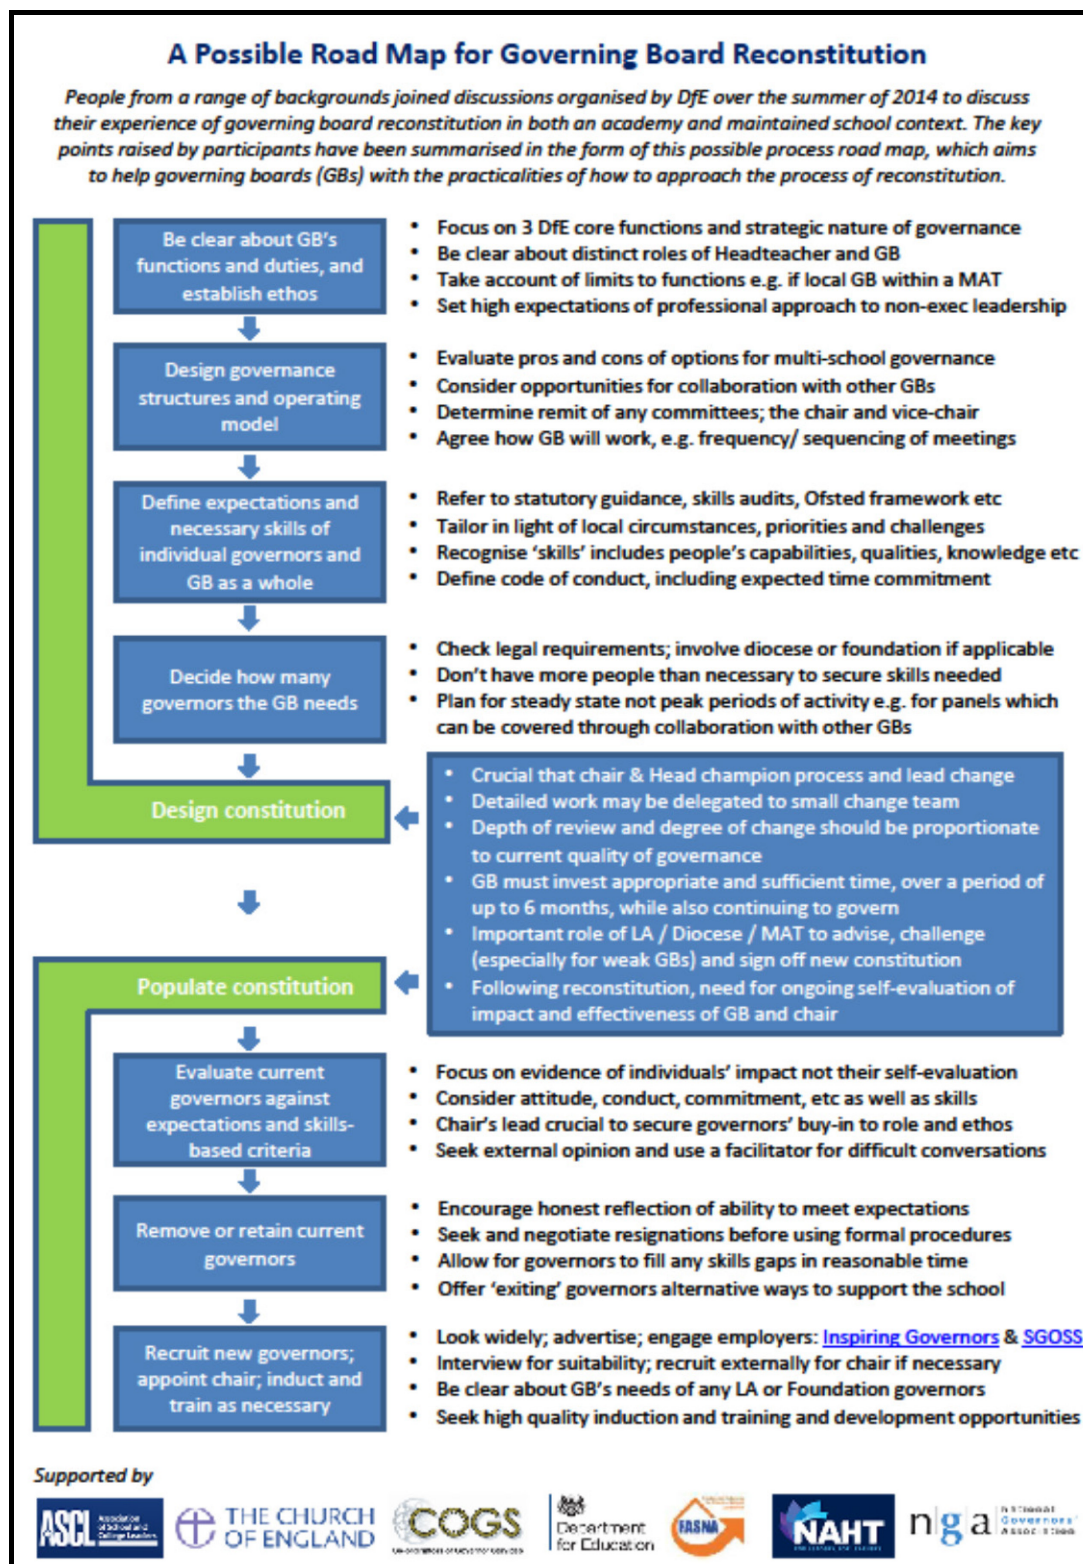 A Possible Road Map for Governing Board Reconstitution
People from a range of backgrounds joined discussions organised by DfE over the summer of 2014 to discuss
their experience of governing board reconstitution in both an academy and maintained school context. The key
points raised by participants have been summarised in the form of this possible process road map, which aims
to help governing boards (GBs) with the practicalities of how to approach the process of reconstitution.
Be clear about GB's
functions and duties, and
establish ethos
• Focus on 3 DfE core functions and strategic nature of governance
• Be clear about distinct roles of Headteacher and GB
• Take account of limits to functions e.g. if local GB within a MAT
• Set high expectations of professional approach to non-exec leadership
Design governance
structures and operating
model
• Evaluate pros and cons of options for multi-school governance
• Consider opportunities for collaboration with other GBs
• Determine remit of any committees; the chair and vice-chair
• Agree how GB will work, e.g. frequency/ sequencing of meetings
Define expectations and
necessary skills of
individual governors and
GB as a whole
• Refer to statutory guidance, skills audits, Ofsted framework etc
• Tailor in light of local circumstances, priorities and challenges
• Recognise 'skills' includes people's capabilities, qualities, knowledge etc
• Define code of conduct, including expected time commitment
Decide how many
governors the GB needs
• Check legal requirements; involve diocese or foundation if applicable
• Don't have more people than necessary to secure skills needed
• Plan for steady state not peak periods of activity e.g. for panels which
can be covered through collaboration with other GBs
Design constitution
• Crucial that chair & Head champion process and lead change
• Detailed work may be delegated to small change team
• Depth of review and degree of change should be proportionate
to current quality of governance
• GB must invest appropriate and sufficient time, over a period of
up to 6 months, while also continuing to govern
• Important role of LA / Diocese / MAT to advise, challenge
(especially for weak GBs) and sign off new constitution
• Following reconstitution, need for ongoing self-evaluation of
impact and effectiveness of GB and chair
Populate constitution
Evaluate current
governors against
expectations and skills-
based criteria
• Focus on evidence of individuals' impact not their self-evaluation
• Consider attitude, conduct, commitment, etc as well as skills
• Chair's lead crucial to secure governors' buy-in to role and ethos
• Seek external opinion and use a facilitator for difficult conversations
Remove or retain current
governors
• Encourage honest reflection of ability to meet expectations
• Seek and negotiate resignations before using formal procedures
• Allow for governors to fill any skills gaps in reasonable time
• Offer 'exiting' governors alternative ways to support the school
Recruit new governors;
appoint chair; induct and
train as necessary
• Look widely; advertise; engage employers: Inspiring Governors & SGOSS
• Interview for suitability; recruit externally for chair if necessary
• Be clear about GB's needs of any LA or Foundation governors
• Seek high quality induction and training and development opportunities
Supported by
ASCL Association
of School and
College Leaders
THE CHURCH
OF ENGLAND
COGS
Co-ordinators of Governor Services
Department
for Education
FASNA
NAHT
nga
National
Governors'
Association